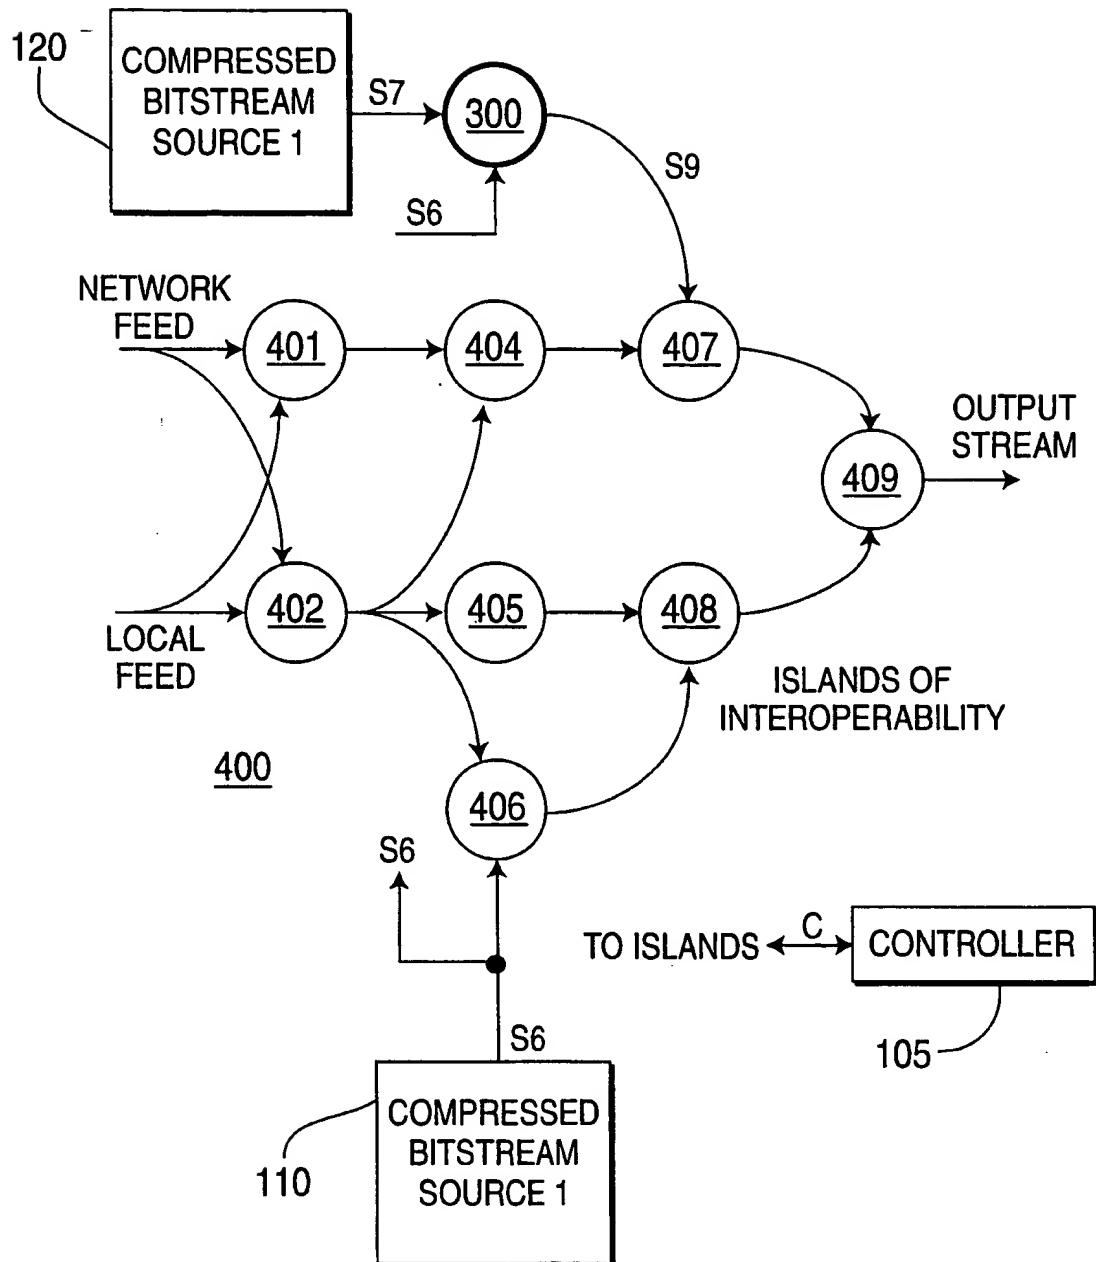 120
COMPRESSED
BITSTREAM
SOURCE 1
S7
300
S9
S6
NETWORK
FEED
401
404
407
OUTPUT
STREAM
409
LOCAL
FEED
402
405
408
ISLANDS OF
INTEROPERABILITY
400
406
S6
TO ISLANDS
C
CONTROLLER
105
S6
110
COMPRESSED
BITSTREAM
SOURCE 1